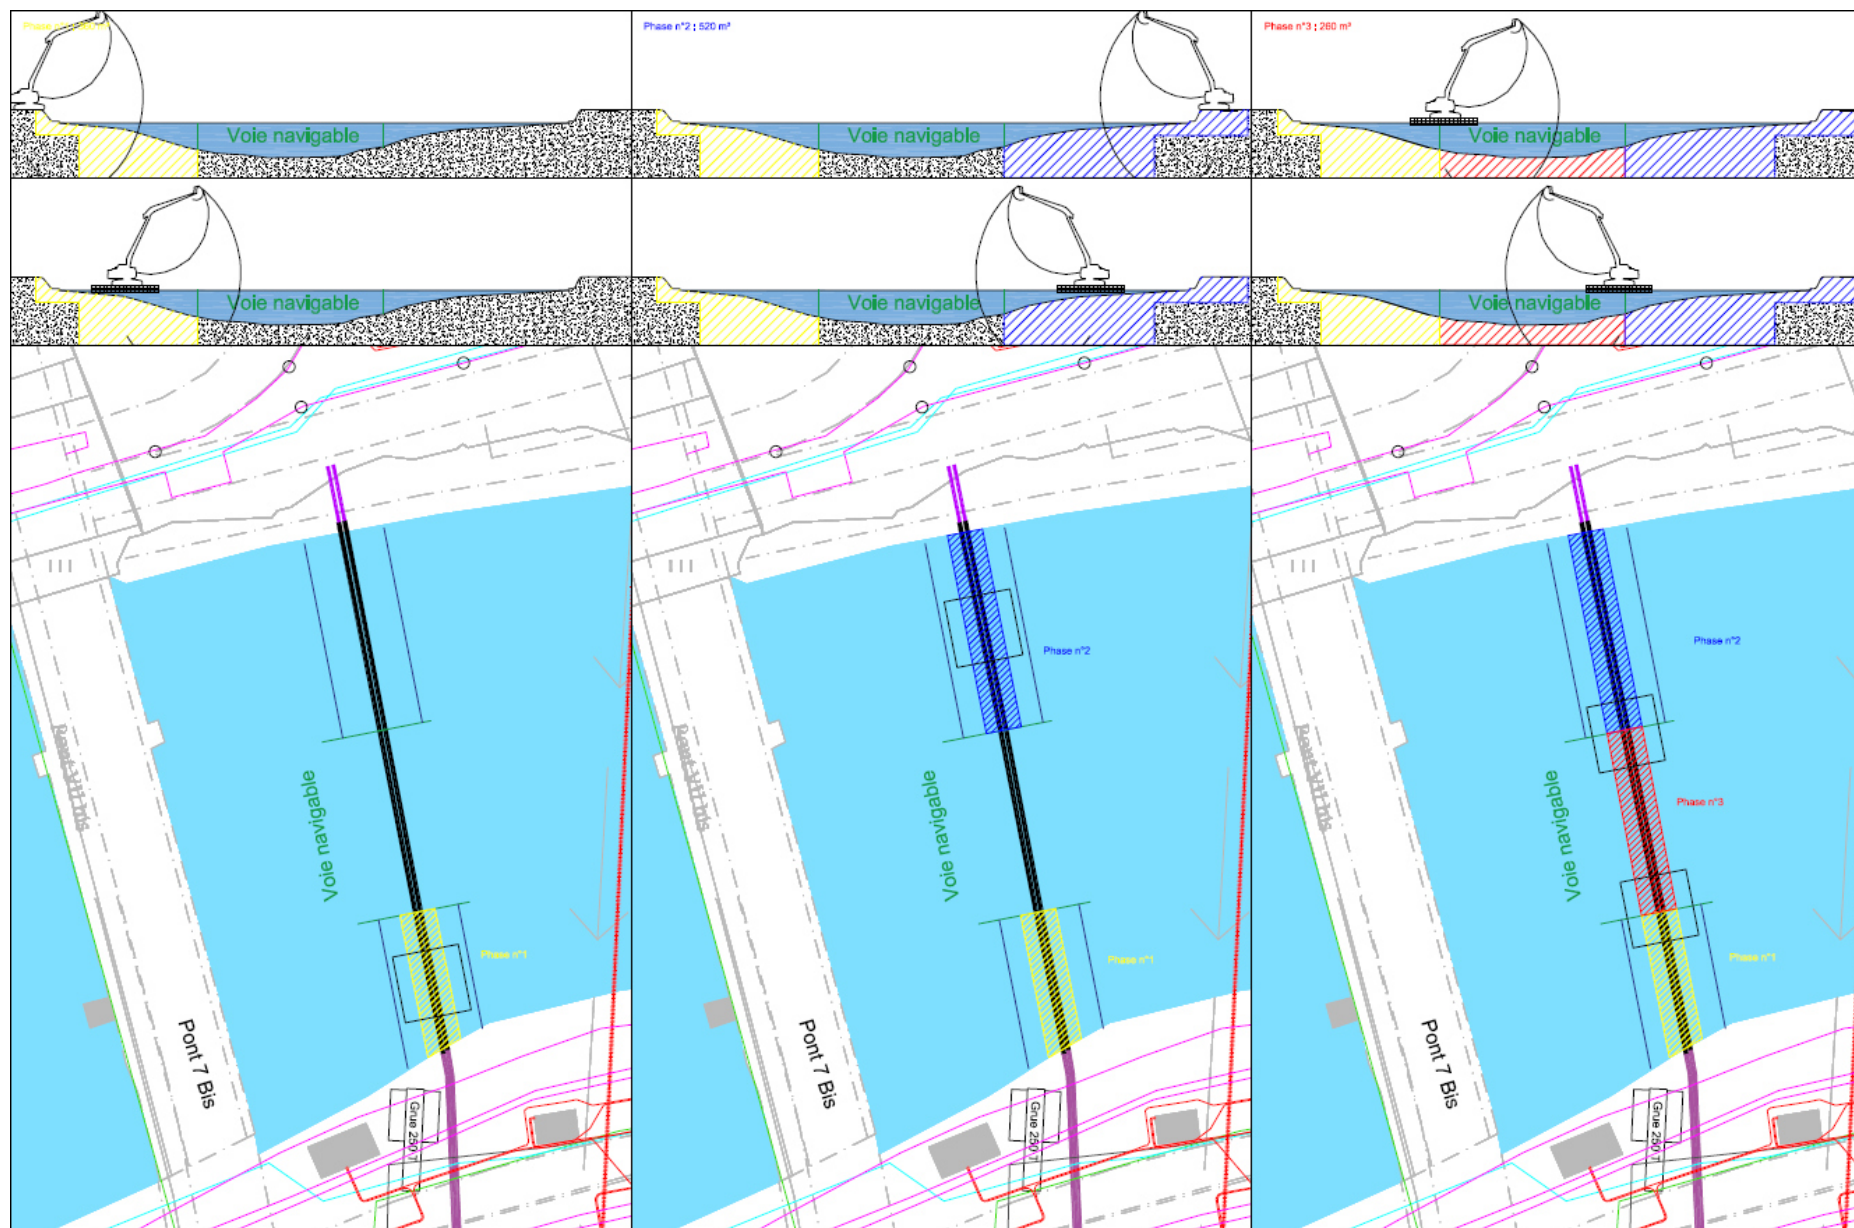 Phase n°2 : 520 m³
Phase n°3 : 260 m³
Voie navigable
Voie navigable
Voie navigable
Voie navigable
Voie navigable
Voie navigable
Voie navigable
Phase n°1
Pont 7 Bis
Grue 250 T
Phase n°2
Voie navigable
Phase n°1
Pont 7 Bis
Grue 250 T
Phase n°2
Phase n°3
Voie navigable
Phase n°1
Pont 7 Bis
Grue 250 T